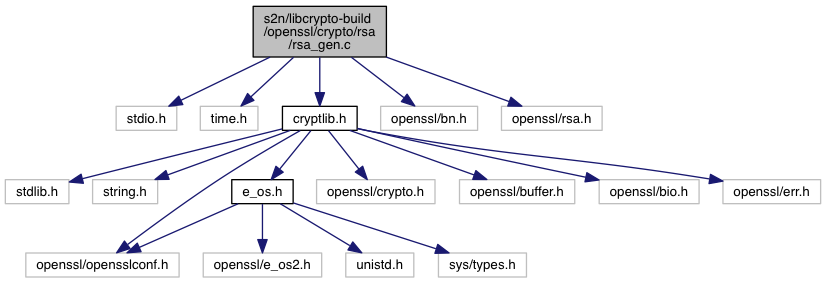 s2n/libcrypto-build
/openssl/crypto/rsa
/rsa_gen.c
stdio.h
time.h
cryptlib.h
openssl/bn.h
openssl/rsa.h
stdlib.h
string.h
e_os.h
openssl/crypto.h
openssl/buffer.h
openssl/bio.h
openssl/err.h
openssl/opensslconf.h
openssl/e_os2.h
unistd.h
sys/types.h